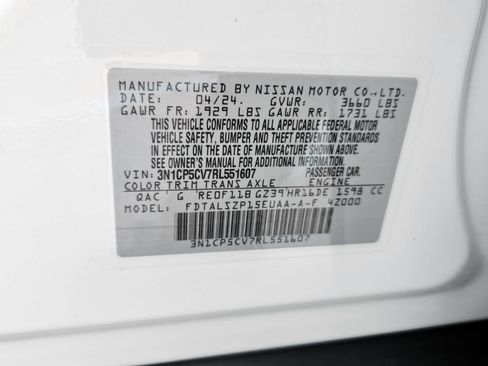 MANUFACTURED BY NISSAN MOTOR CO.,LTD.
DATE: 04/24. GVWR: 3660 LBS
GAWR FR: 1929 LBS GAWR RR: 1731 LBS
THIS VEHICLE CONFORMS TO ALL APPLICABLE FEDERAL MOTOR
VEHICLE SAFETY, BUMPER, AND THEFT PREVENTION
STANDARDS IN EFFECT ON THE DATE OF MANUFACTURE
SHOWN ABOVE.
SEE OWNER'S MANUAL FOR ADDITIONAL INFORMATION.
VIN: 3N1CP5CV7RL551607 PASSENGER CAR
COLOR TRIM TRANS AXLE ENGINE
QAC G RE0F11B GZ39 HR16DE 1598 CC
MODEL: FDTALSZP15EUAA-A-F 4Z000
3N1CP5CV7RL551607